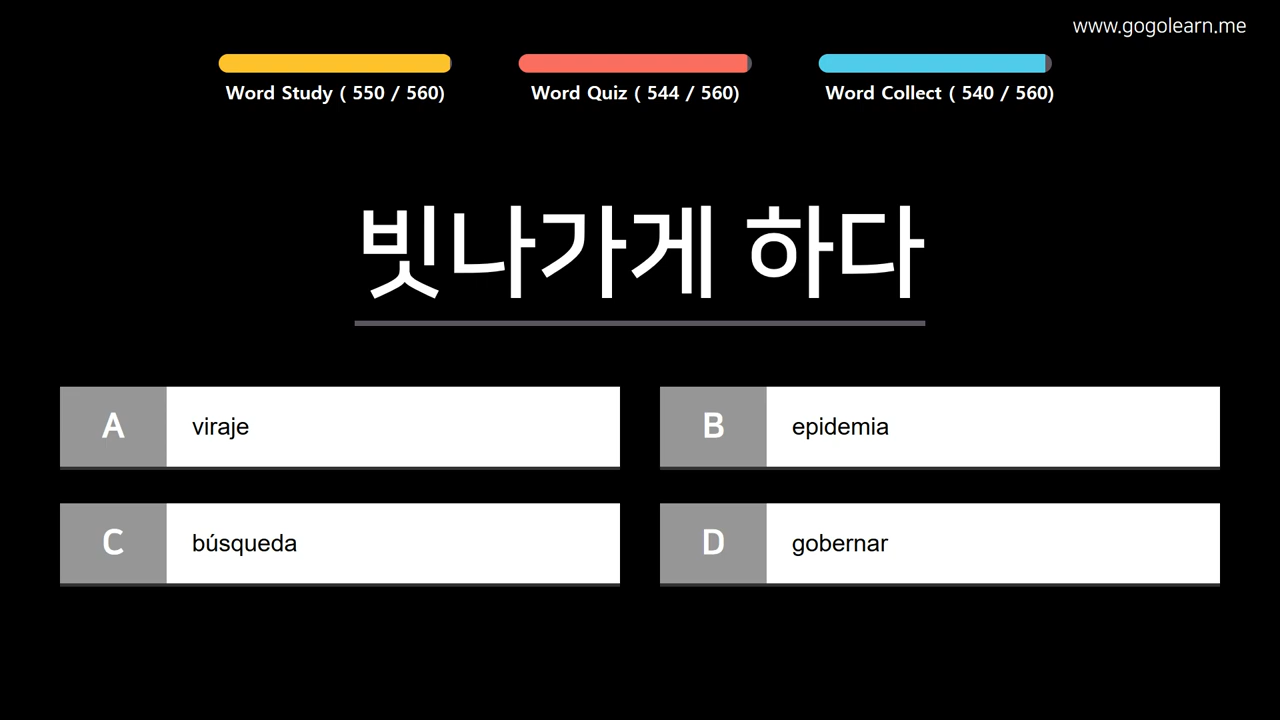 www.gogolearn.me
Word Study ( 550 / 560)
Word Quiz ( 544 / 560)
Word Collect ( 540 / 560)
빗나가게 하다
A viraje
B epidemia
C búsqueda
D gobernar